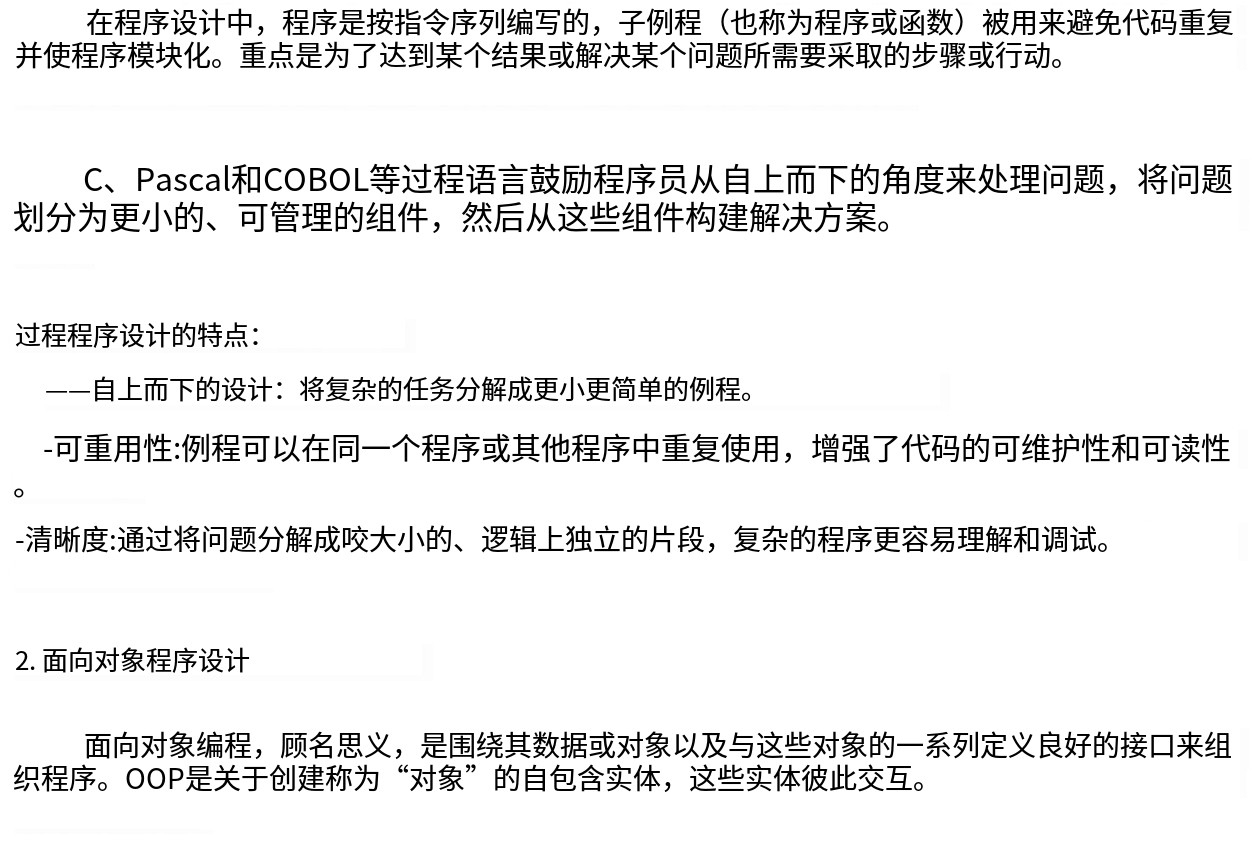 在程序设计中，程序是按指令序列编写的，子例程（也称为程序或函数）被用来避免代码重复
并使程序模块化。重点是为了达到某个结果或解决某个问题所需要采取的步骤或行动。
C、Pascal和COBOL等过程语言鼓励程序员从自上而下的角度来处理问题，将问题
划分为更小的、可管理的组件，然后从这些组件构建解决方案。
过程程序设计的特点：
——自上而下的设计：将复杂的任务分解成更小更简单的例程。
-可重用性:例程可以在同一个程序或其他程序中重复使用，增强了代码的可维护性和可读性
。
-清晰度:通过将问题分解成咬大小的、逻辑上独立的片段，复杂的程序更容易理解和调试。
2. 面向对象程序设计
面向对象编程，顾名思义，是围绕其数据或对象以及与这些对象的一系列定义良好的接口来组
织程序。OOP是关于创建称为“对象”的自包含实体，这些实体彼此交互。